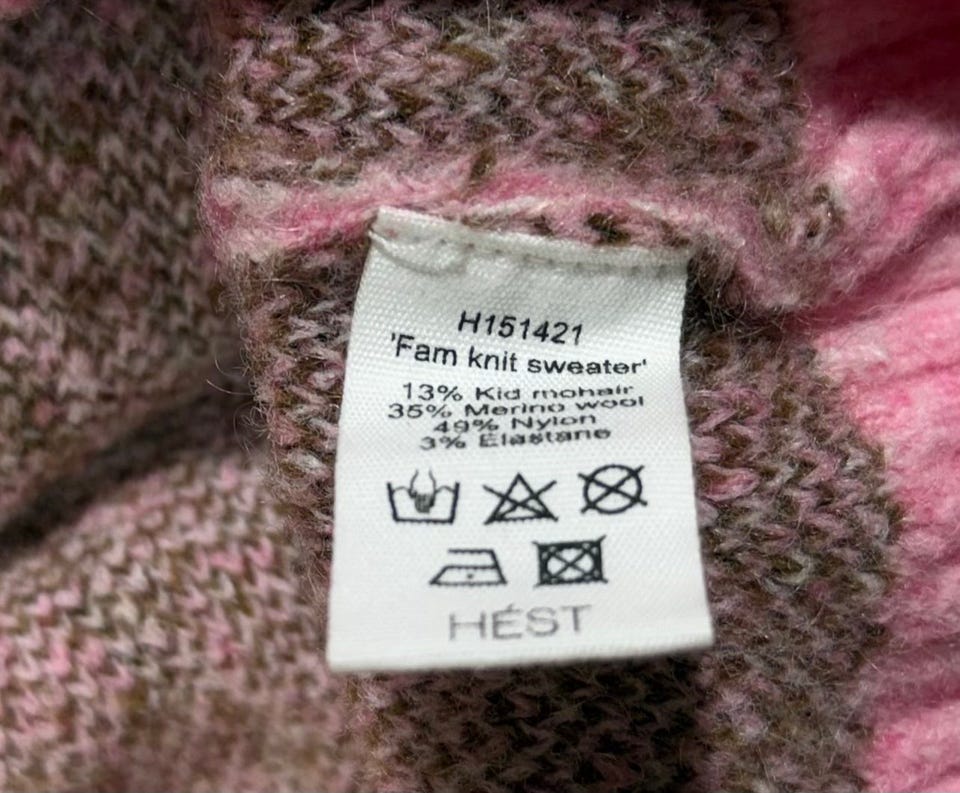 H151421
'Fam knit sweater'
13% Kid mohair
35% Merino wool
49% Nylon
3% Elastane
HÉST